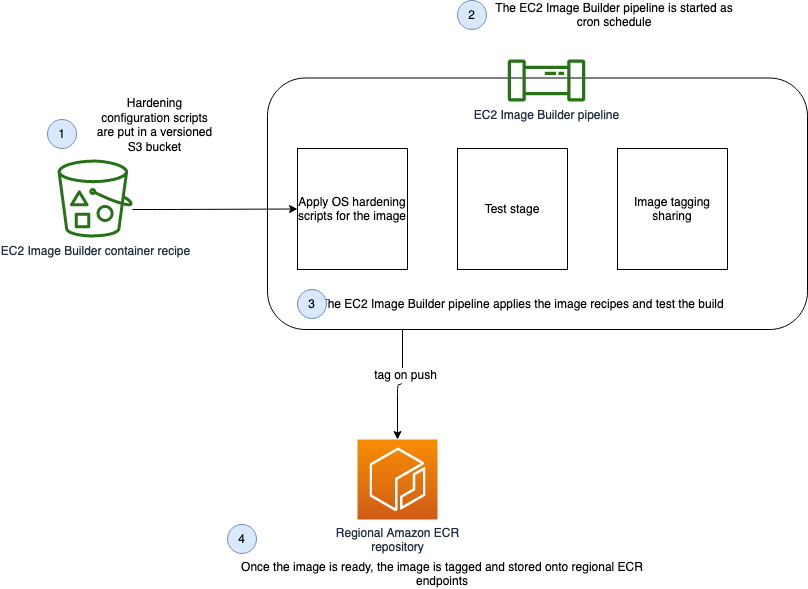 2
The EC2 Image Builder pipeline is started as
cron schedule
EC2 Image Builder pipeline
1
Hardening
configuration scripts
are put in a versioned
S3 bucket
EC2 Image Builder container recipe
Apply OS hardening
scripts for the image
Test stage
Image tagging
sharing
3
The EC2 Image Builder pipeline applies the image recipes and test the build
tag on push
Regional Amazon ECR
repository
4
Once the image is ready, the image is tagged and stored onto regional ECR
endpoints